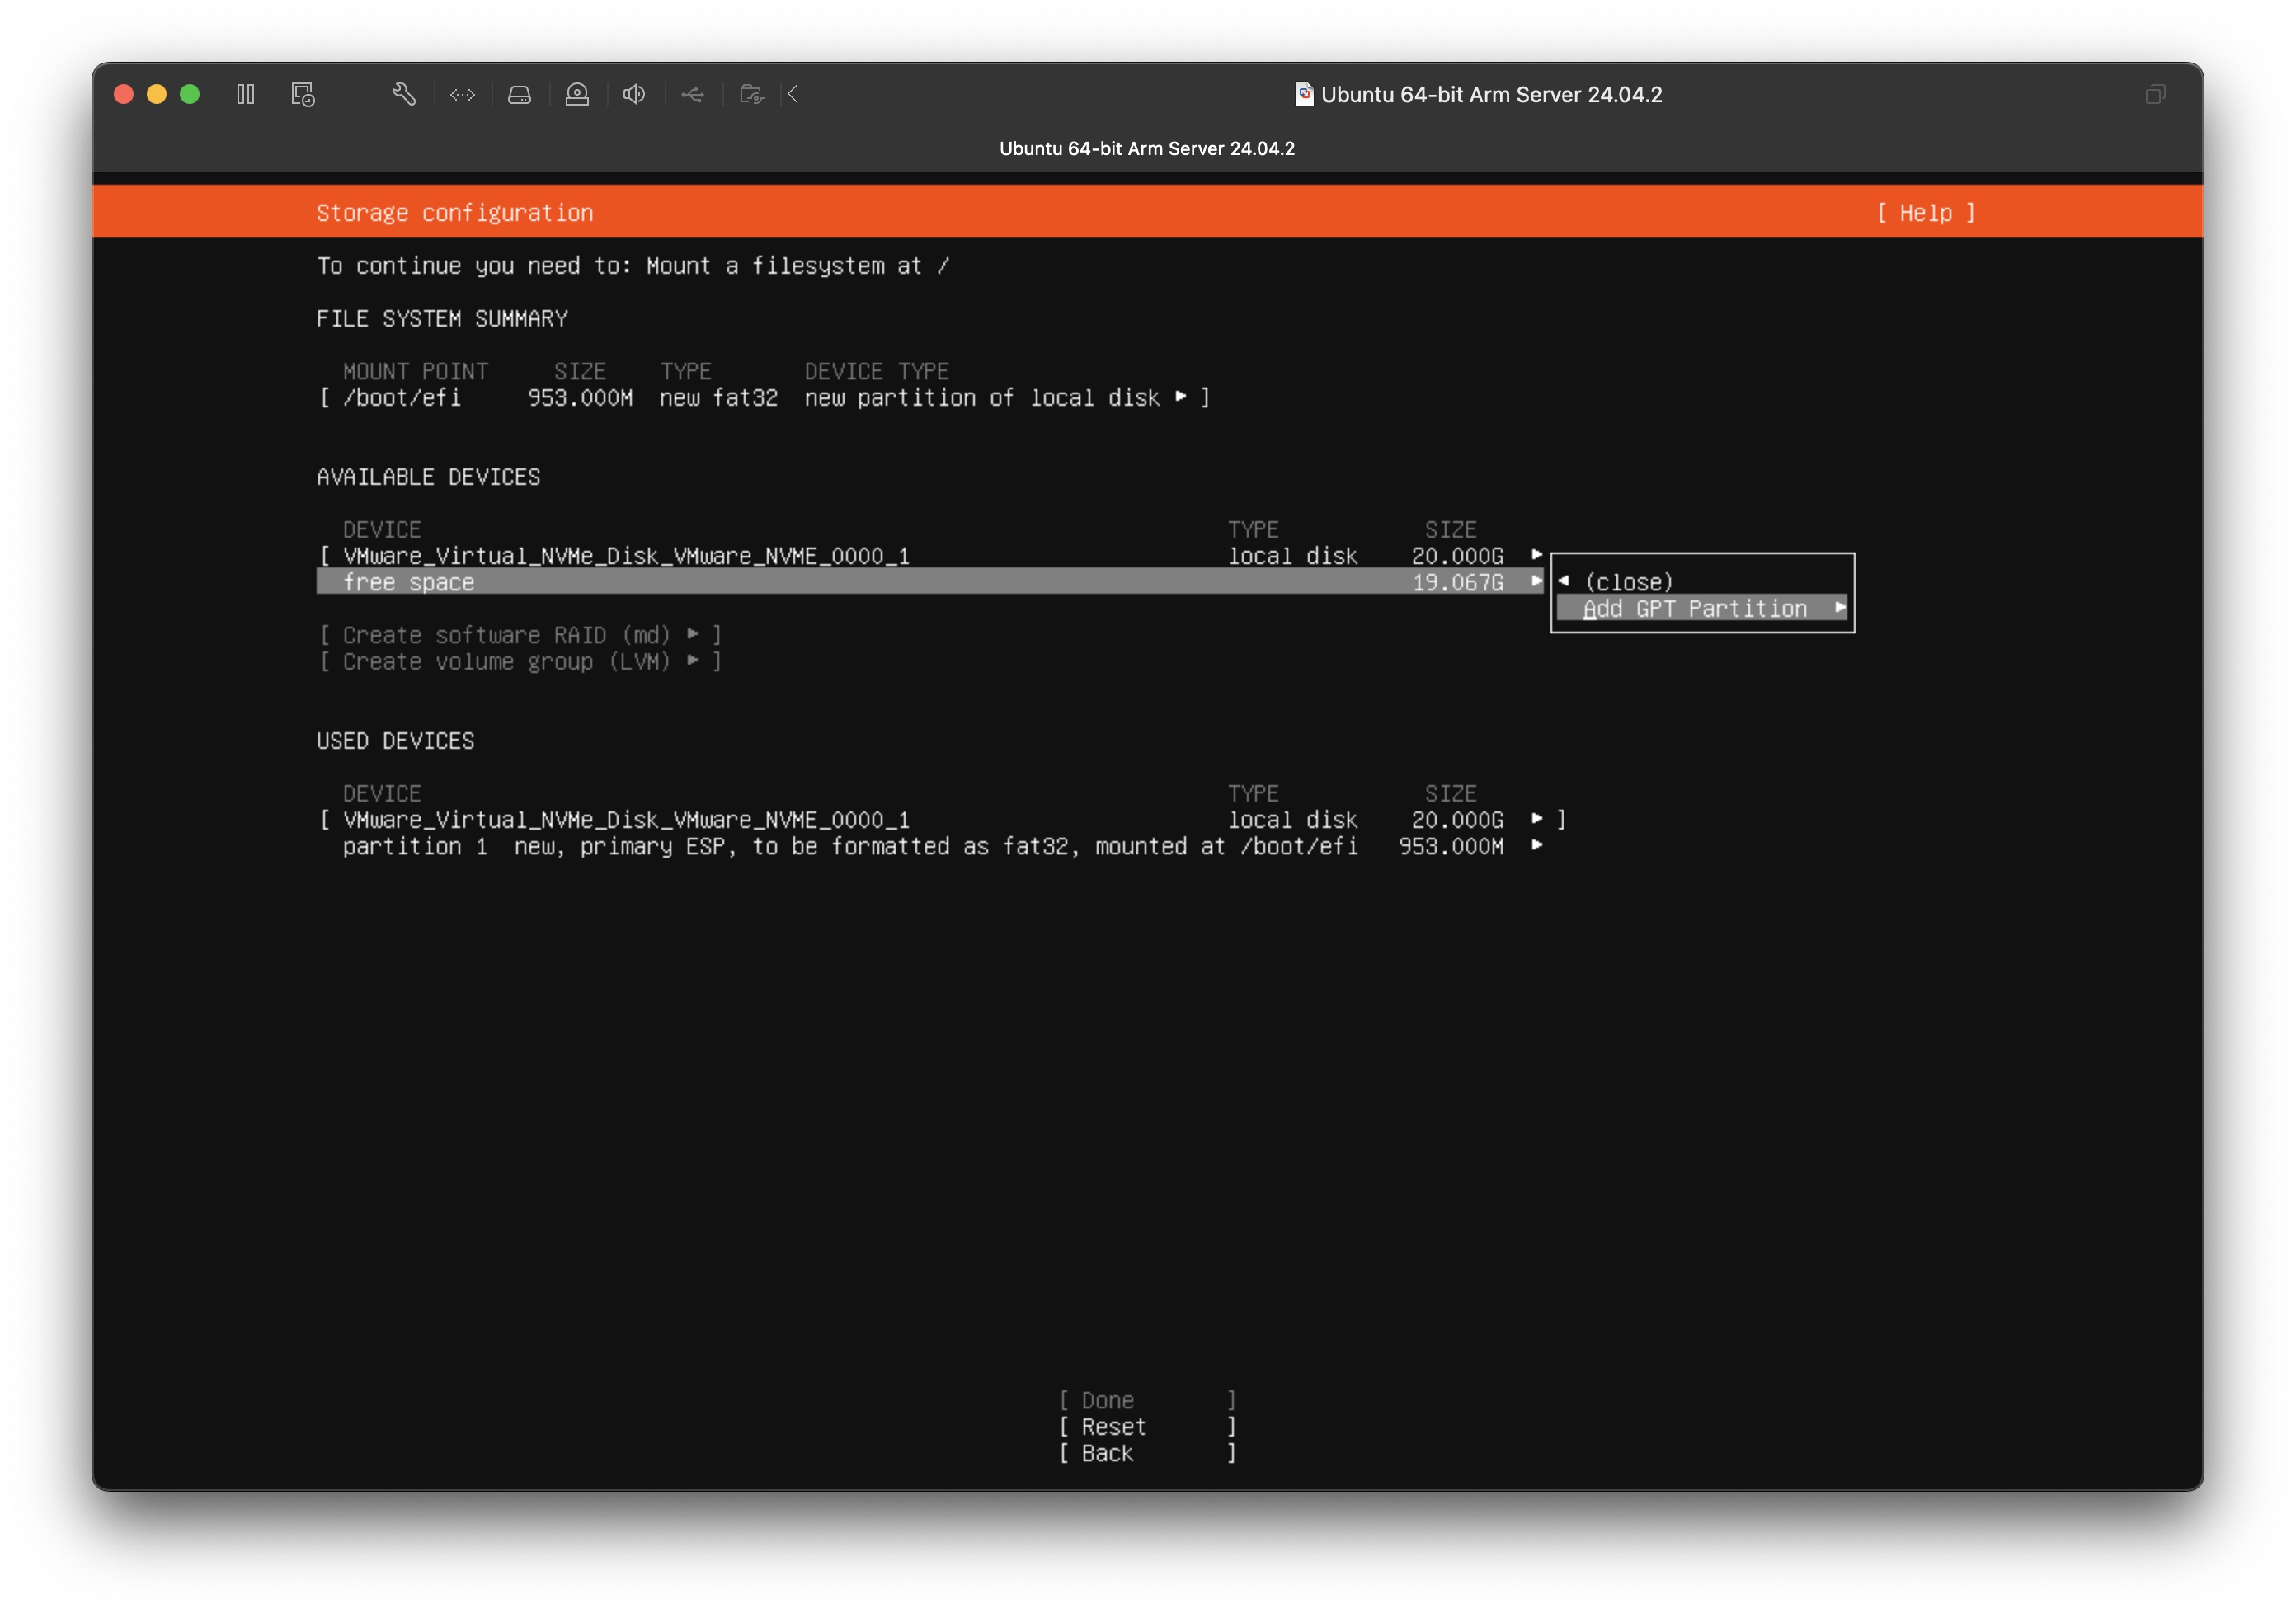 Ubuntu 64-bit Arm Server 24.04.2
Ubuntu 64-bit Arm Server 24.04.2
Storage configuration [ Help ]
To continue you need to: Mount a filesystem at /
FILE SYSTEM SUMMARY
MOUNT POINT SIZE TYPE DEVICE TYPE
[ /boot/efi 953.000M new fat32 new partition of local disk ▸ ]
AVAILABLE DEVICES
DEVICE TYPE SIZE
[ VMware_Virtual_NVMe_Disk_VMware_NVME_0000_1 local disk 20.000G ▸
free space 19.067G ▸ ◂ (close)
Add GPT Partition ▸
[ Create software RAID (md) ▸ ]
[ Create volume group (LVM) ▸ ]
USED DEVICES
DEVICE TYPE SIZE
[ VMware_Virtual_NVMe_Disk_VMware_NVME_0000_1 local disk 20.000G ▸ ]
partition 1 new, primary ESP, to be formatted as fat32, mounted at /boot/efi 953.000M ▸
[ Done ]
[ Reset ]
[ Back ]